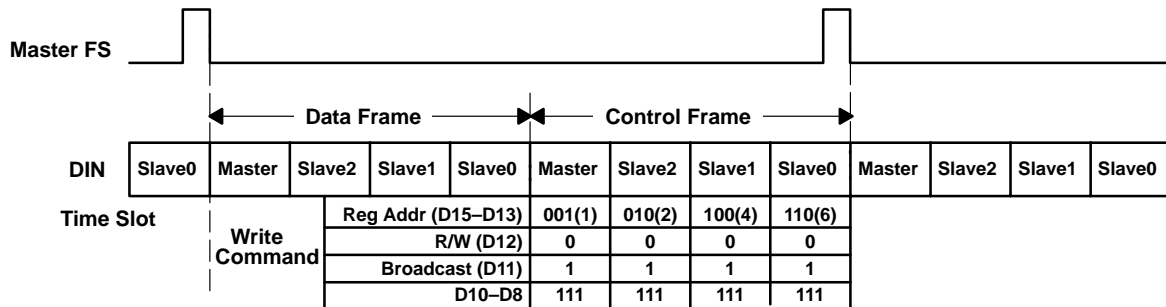 Master FS
Data Frame Control Frame
DIN Slave0 Master Slave2 Slave1 Slave0 Master Slave2 Slave1 Slave0 Master Slave2 Slave1 Slave0
Time Slot Reg Addr (D15–D13) 001(1) 010(2) 100(4) 110(6)
Write Command R/W (D12) 0 0 0 0
Broadcast (D11) 1 1 1 1
D10–D8 111 111 111 111